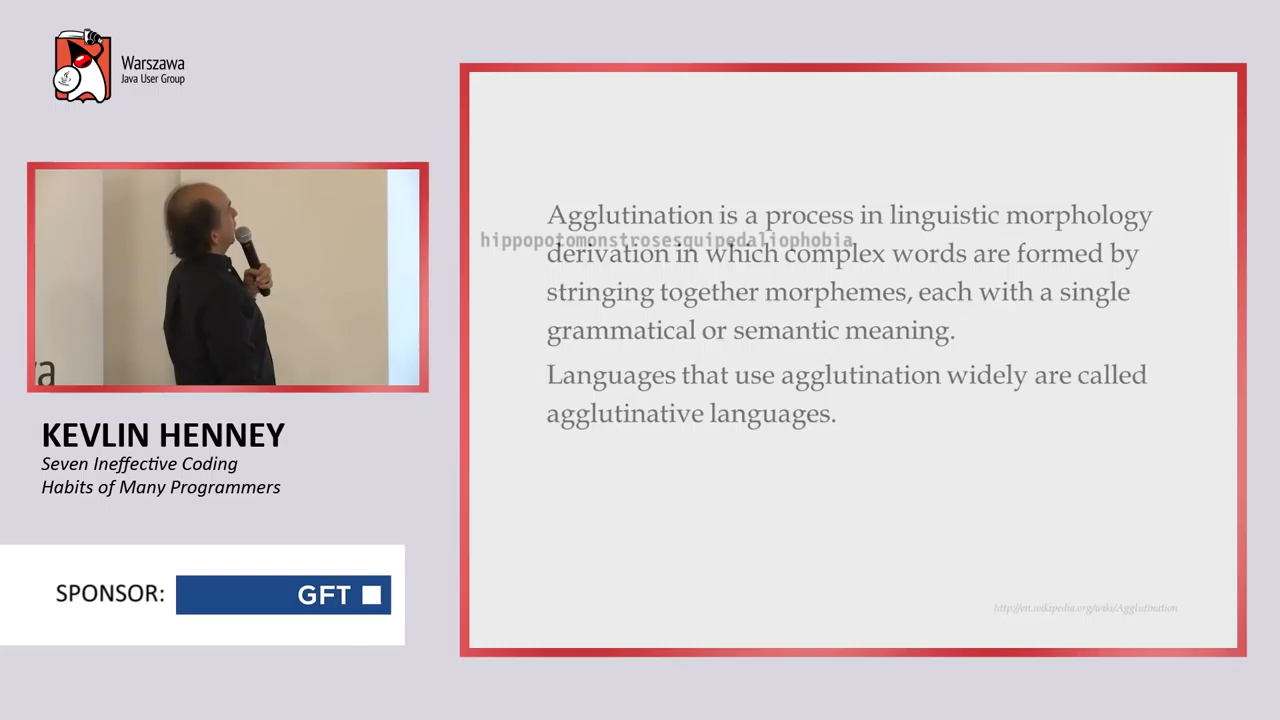 Warszawa
Java User Group
a
KEVLIN HENNEY
Seven Ineffective Coding
Habits of Many Programmers
SPONSOR:
GFT
Agglutination is a process in linguistic morphology
hippopotomonstrosesquipedaliophobia
derivation in which complex words are formed by
stringing together morphemes, each with a single
grammatical or semantic meaning.
Languages that use agglutination widely are called
agglutinative languages.
http://en.wikipedia.org/wiki/Agglutination